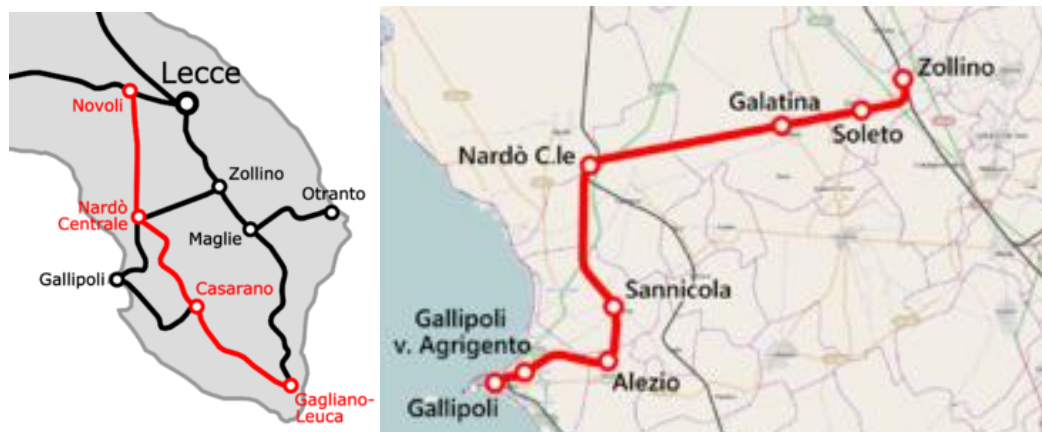 Lecce
Novoli
Zollino
Otranto
Nardò
Centrale
Maglie
Gallipoli
Casarano
Gagliano-
Leuca
Zollino
Galatina
Soleto
Nardò C.le
Sannicola
Gallipoli
v. Agrigento
Alezio
Gallipoli